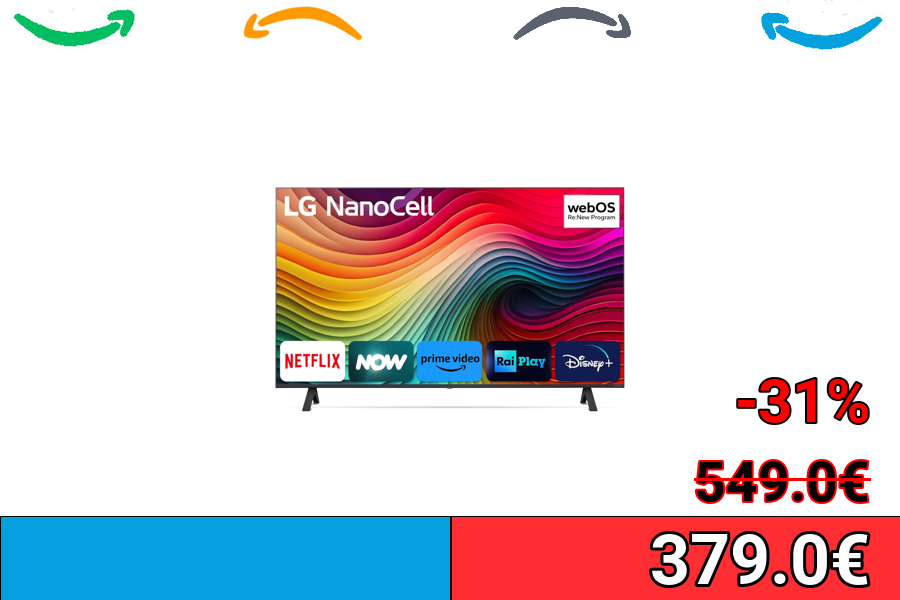 LG NanoCell
webOS
Re:New Program
NETFLIX
NOW
prime video
Rai Play
Disney+
-31%
549.0€
379.0€